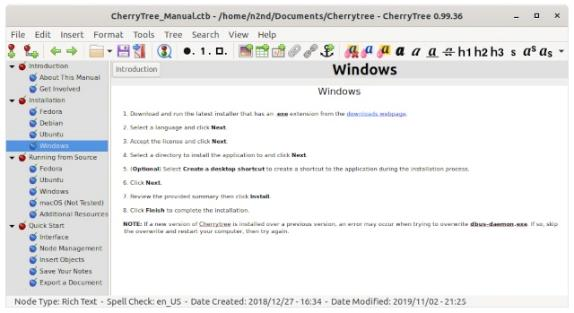 CherryTree_Manual.ctb - /home/n2nd/Documents/Cherrytree - CherryTree 0.99.36
File Edit Insert Format Tools Tree Search View Help
1. a a a a a a a h1 h2 h3 s aˢ aₛ
Introduction
About This Manual
Get Involved
Installation
Fedora
Debian
Ubuntu
Windows
Running from Source
Fedora
Ubuntu
Windows
macOS (Not Tested)
Additional Resources
Quick Start
Interface
Node Management
Insert Objects
Save Your Notes
Export a Document
Introduction
Windows
Windows
1. Download and run the latest installer that has an .exe extension from the downloads webpage.
2. Select a language and click Next.
3. Accept the license and click Next.
4. Select a directory to install the application to and click Next.
5. (Optional) Select Create a desktop shortcut to create a shortcut to the application during the installation process.
6. Click Next.
7. Review the provided summary then click Install.
8. Click Finish to complete the installation.
NOTE: If a new version of Cherrytree is installed over a previous version, an error may occur when trying to overwrite dbus-daemon.exe. If so, skip
the overwrite and restart your computer, then try again.
Node Type: Rich Text - Spell Check: en_US - Date Created: 2018/12/27 - 16:34 - Date Modified: 2019/11/02 - 21:25